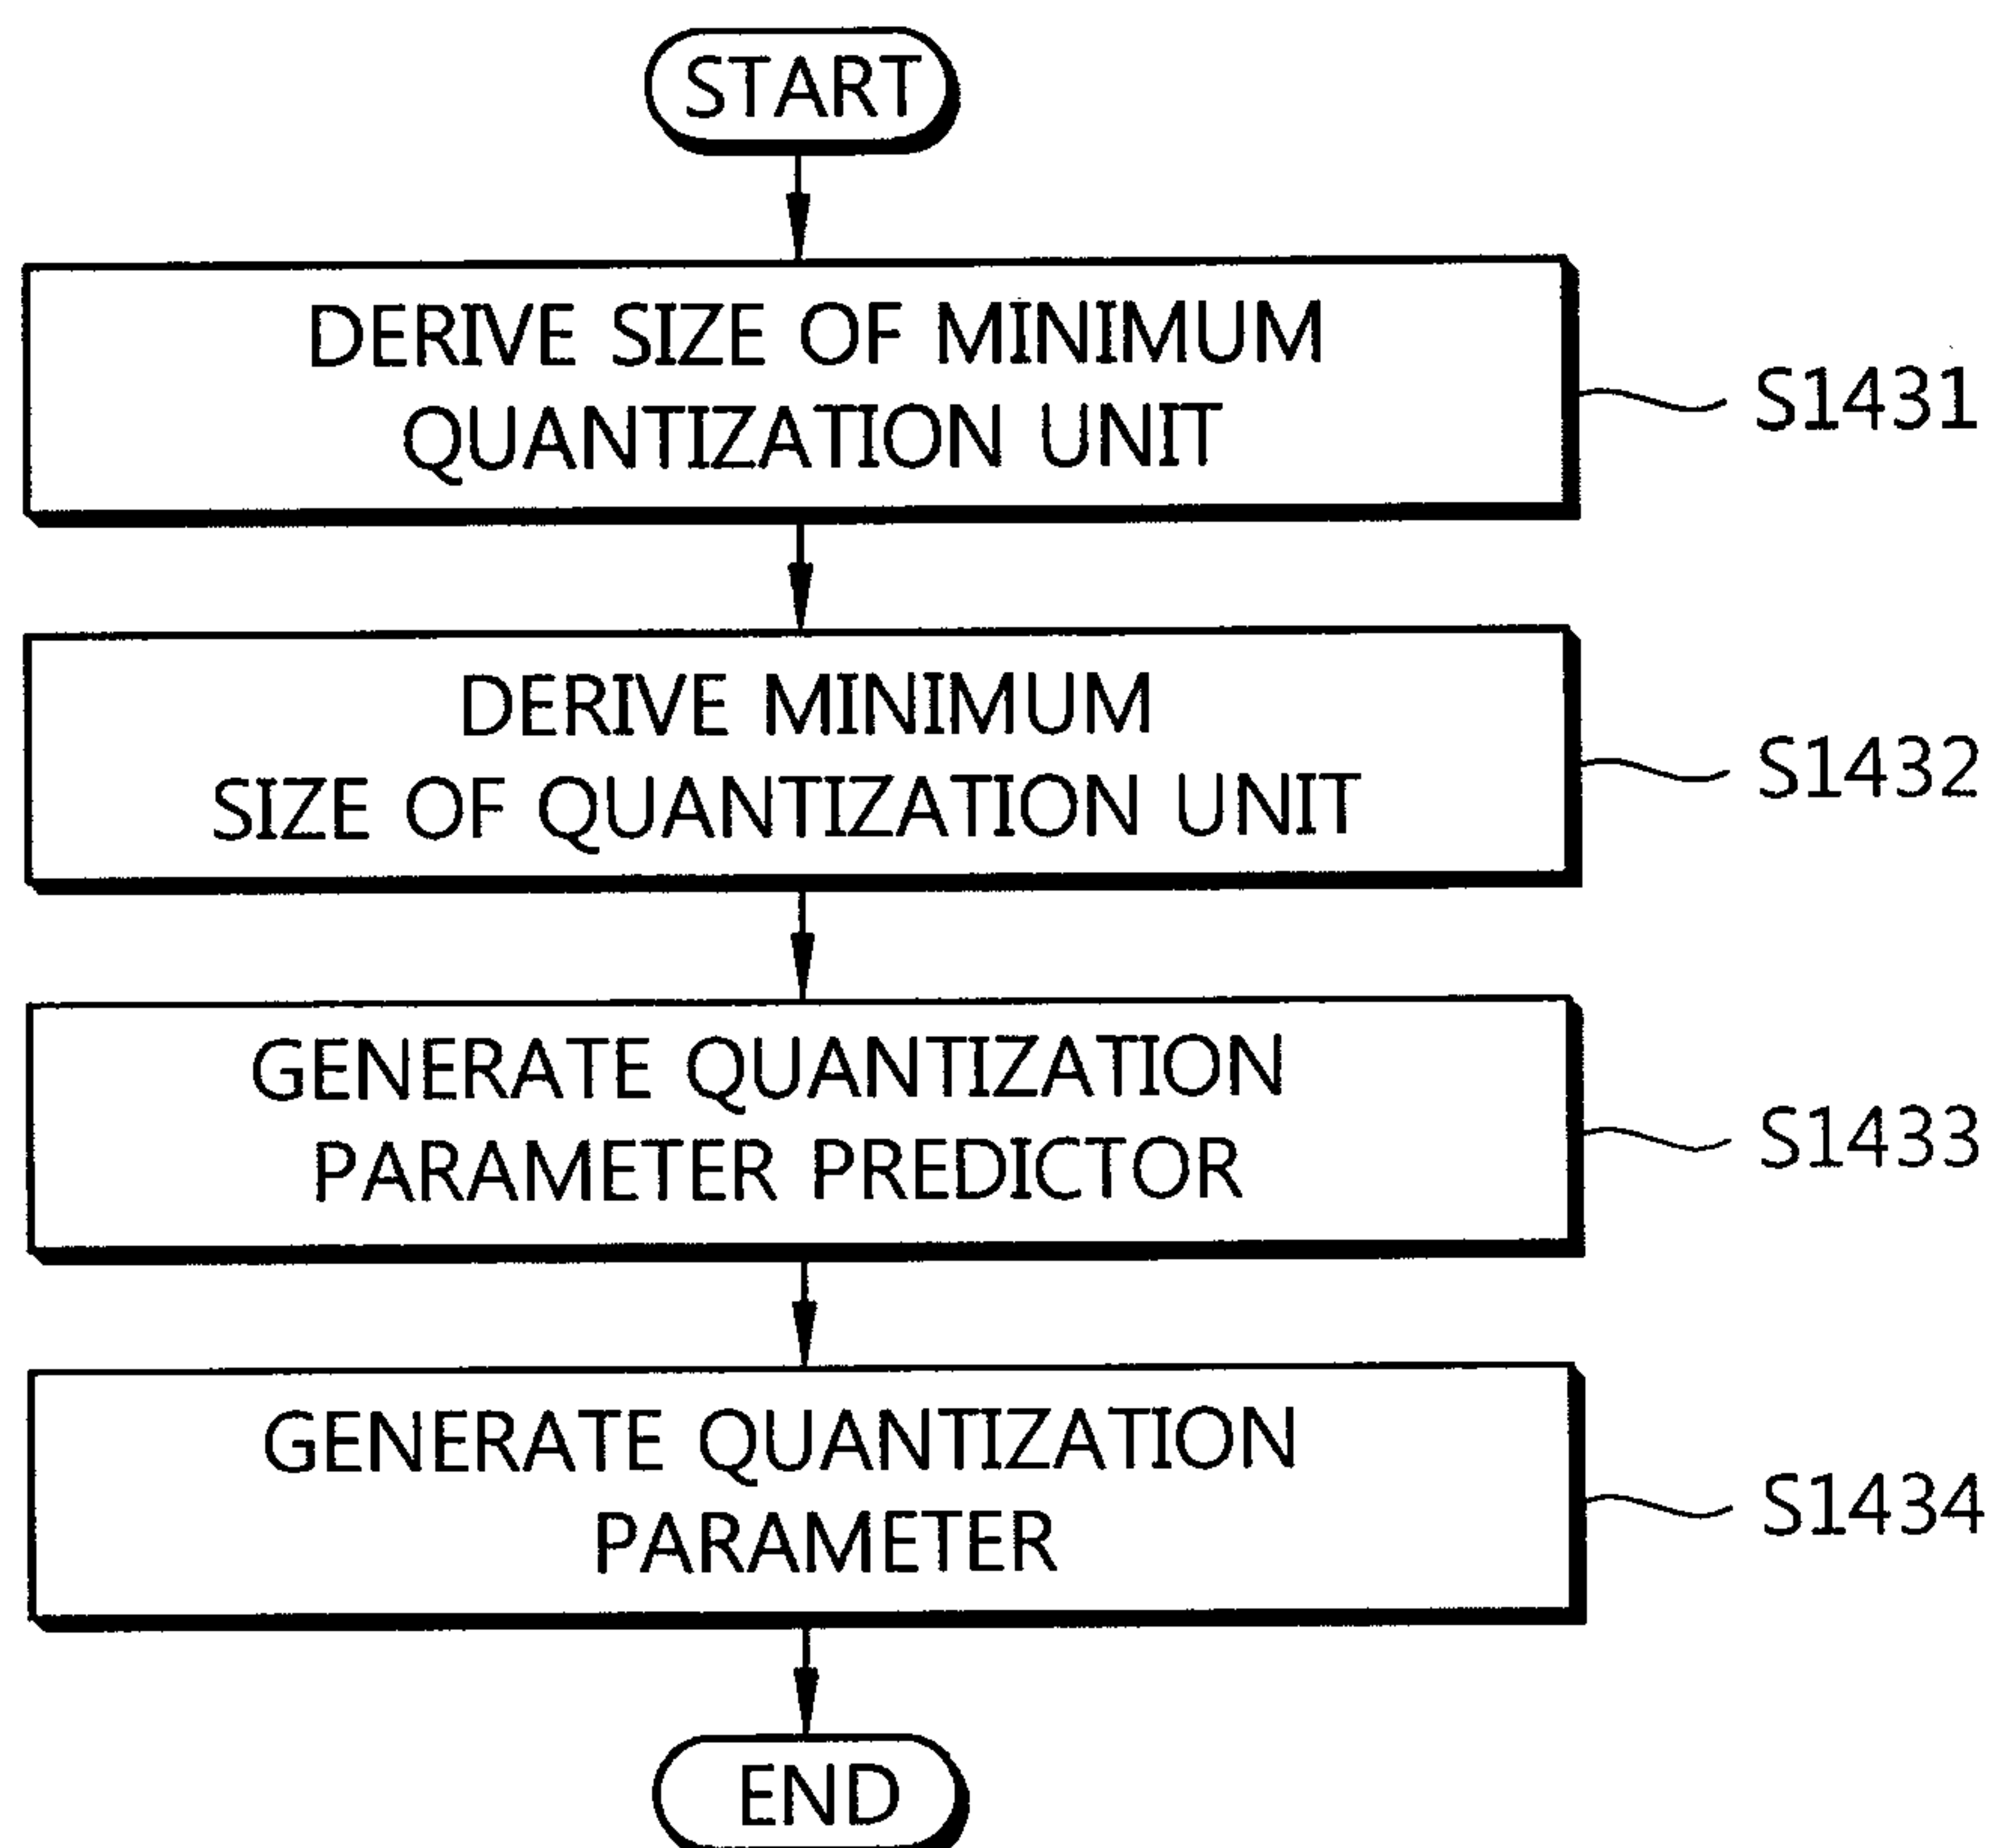 START
DERIVE SIZE OF MINIMUM
QUANTIZATION UNIT
S1431
DERIVE MINIMUM
SIZE OF QUANTIZATION UNIT
S1432
GENERATE QUANTIZATION
PARAMETER PREDICTOR
S1433
GENERATE QUANTIZATION
PARAMETER
S1434
END